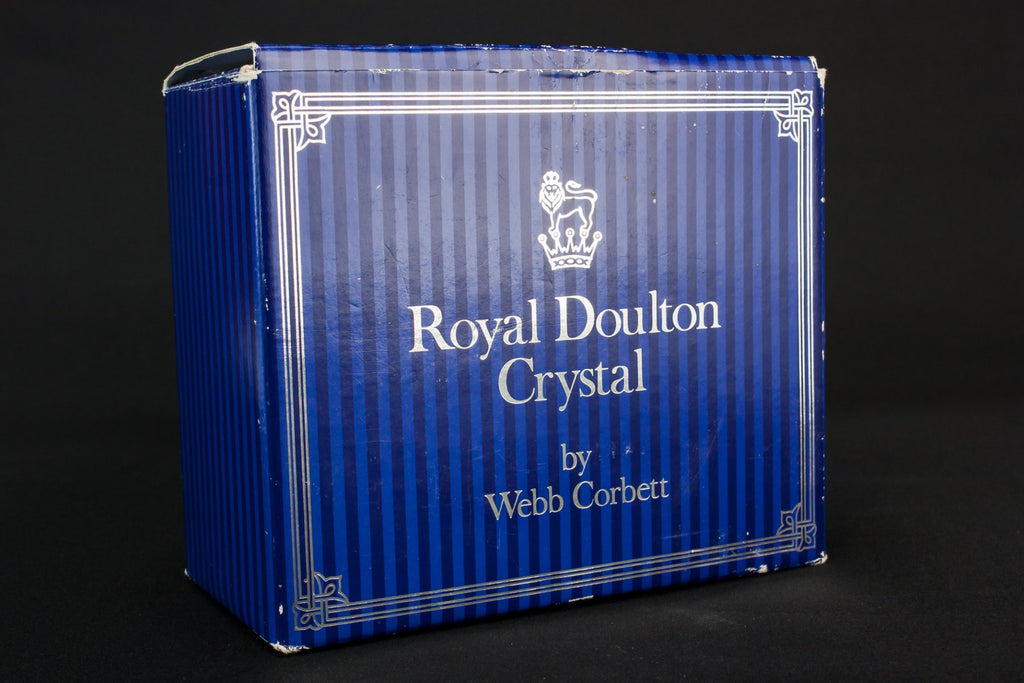 Royal Doulton
Crystal
by
Webb Corbett